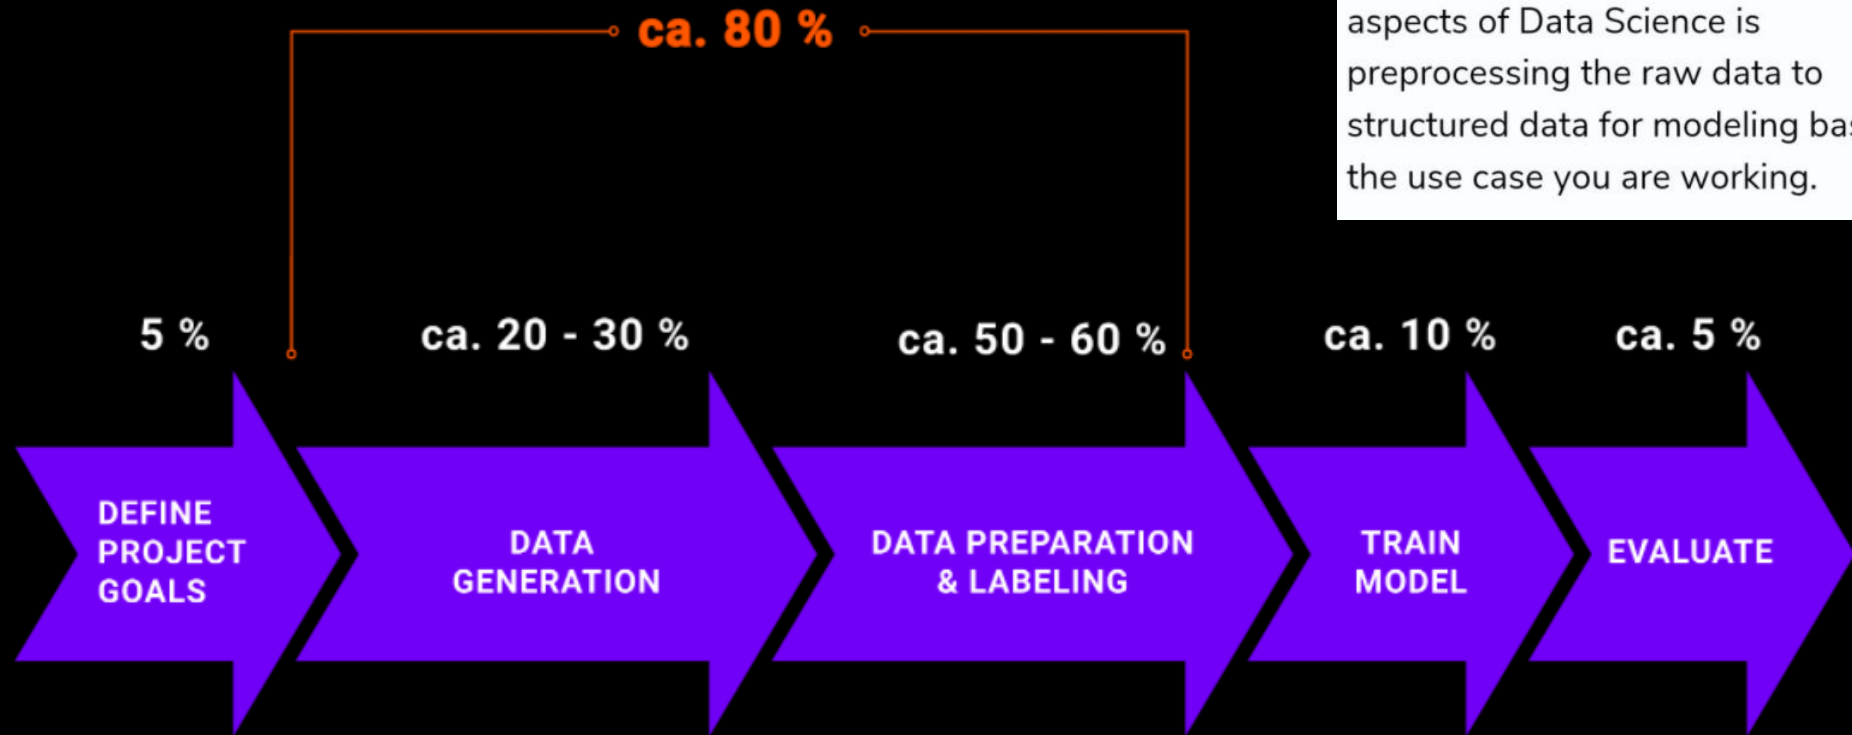 ca. 80 %
aspects of Data Science is
preprocessing the raw data to
structured data for modeling
the use case you are working.
5 %
ca. 20 - 30 %
ca. 50 - 60 %
ca. 10 %
ca. 5 %
DEFINE
PROJECT
GOALS
DATA
GENERATION
DATA PREPARATION
& LABELING
TRAIN
MODEL
EVALUATE